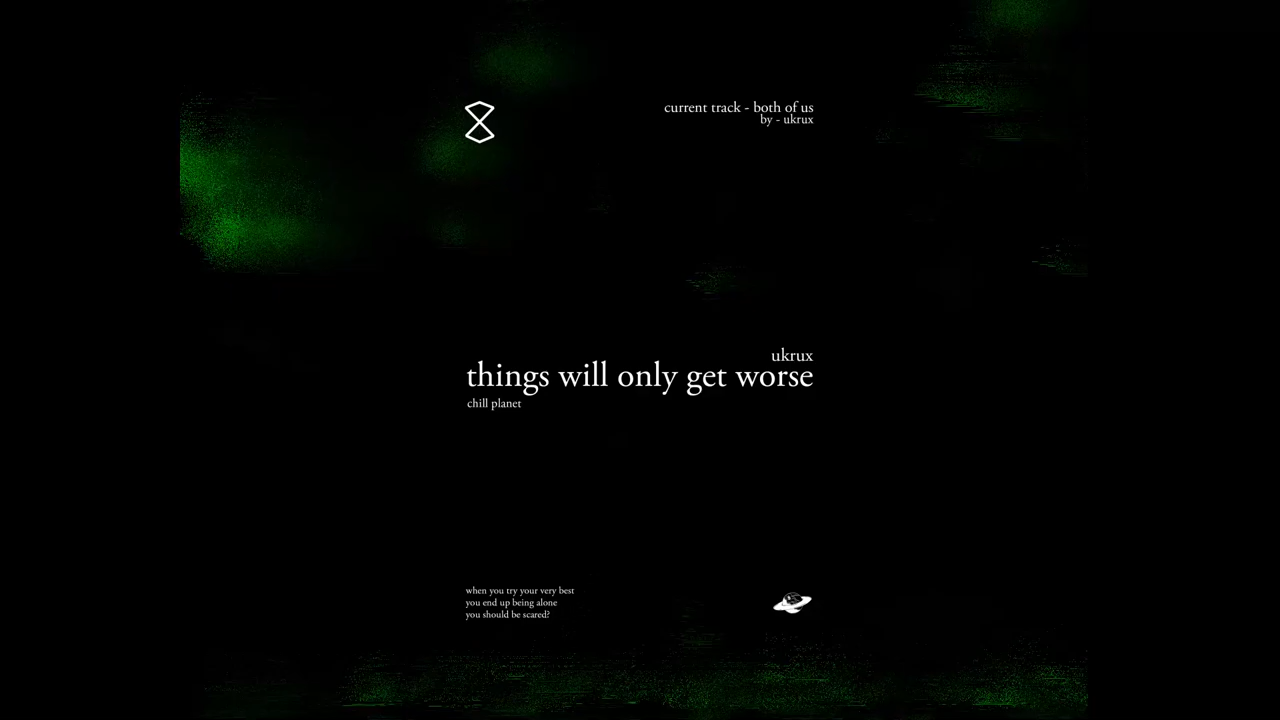 current track - both of us
by - ukrux
ukrux
things will only get worse
chill planet
when you try your very best
you end up being alone
you should be scared?